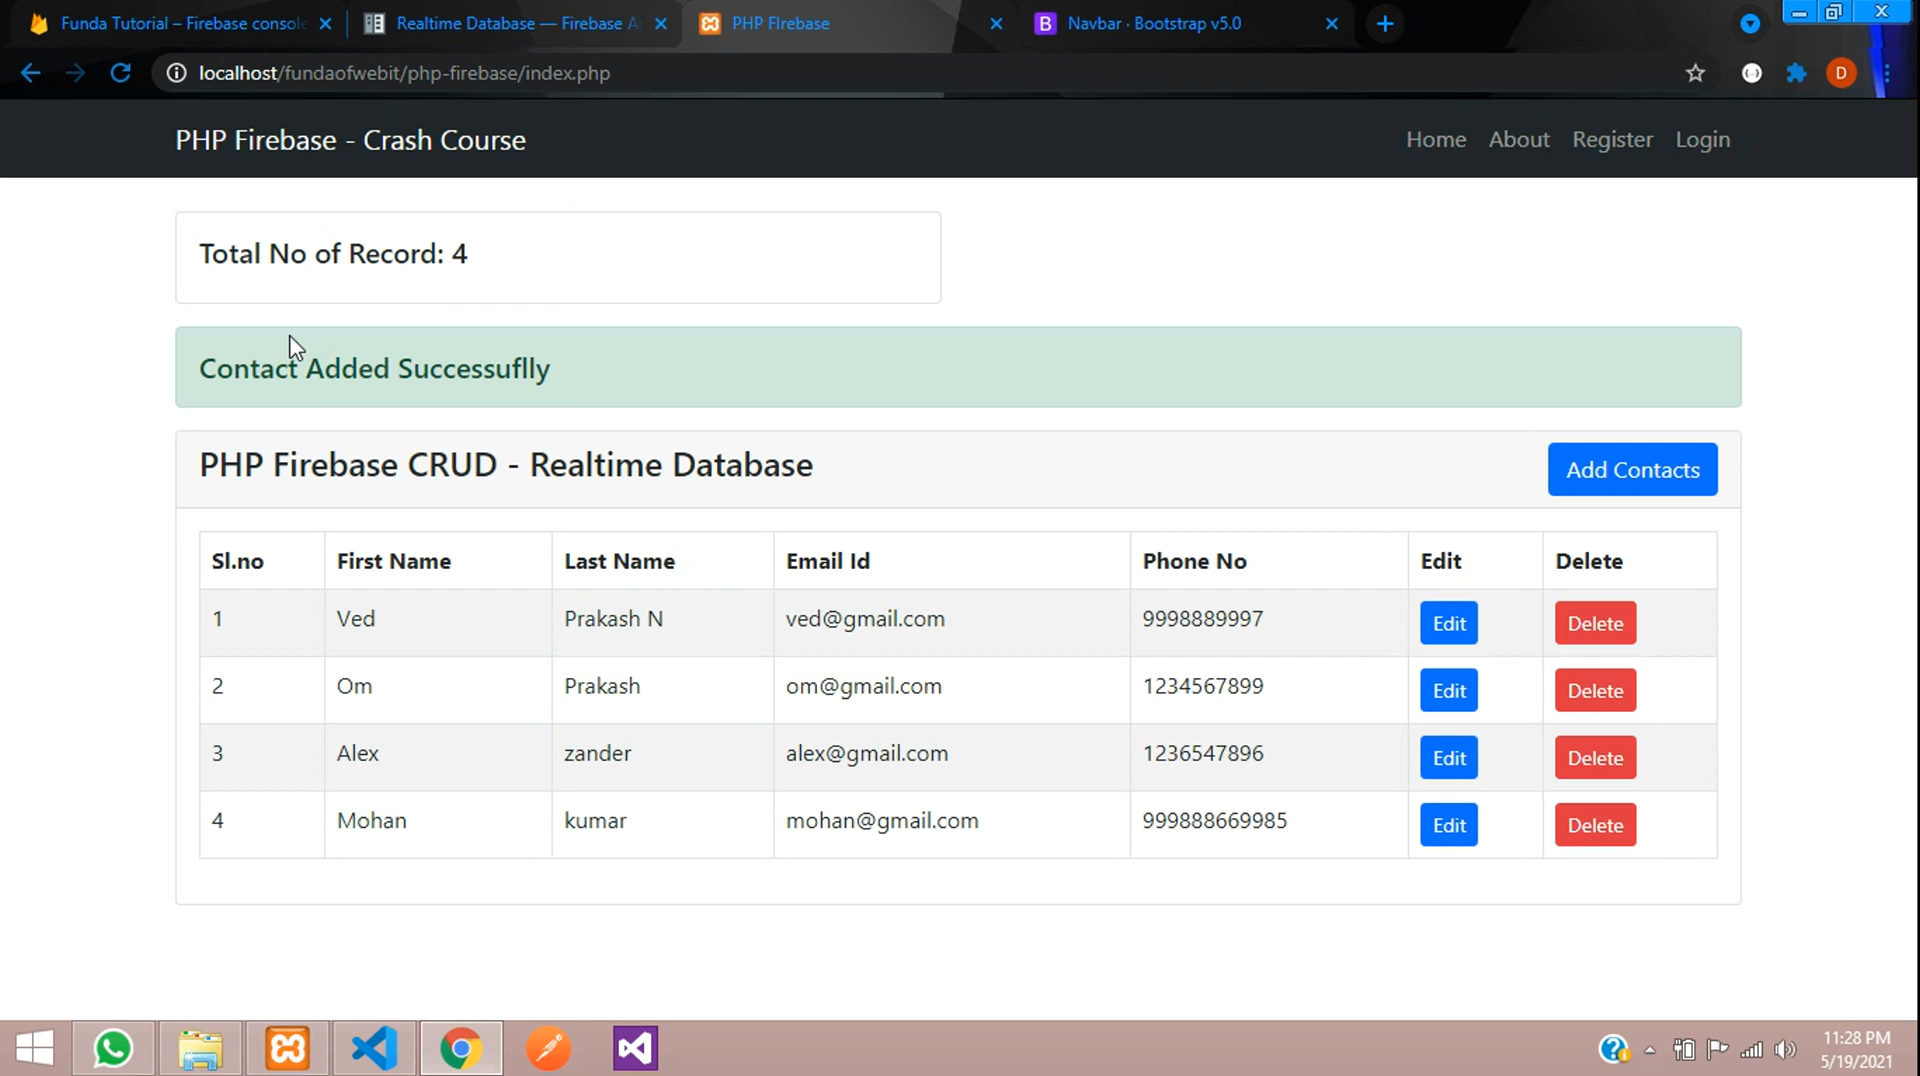 Funda Tutorial – Firebase console
Realtime Database — Firebase A
PHP FIrebase
Navbar · Bootstrap v5.0
localhost/fundaofwebit/php-firebase/index.php
D
PHP Firebase - Crash Course
Home About Register Login
Total No of Record: 4
Contact Added Successuflly
PHP Firebase CRUD - Realtime Database
Add Contacts
Sl.no First Name Last Name Email Id Phone No Edit Delete
1 Ved Prakash N ved@gmail.com 9998889997 Edit Delete
2 Om Prakash om@gmail.com 1234567899 Edit Delete
3 Alex zander alex@gmail.com 1236547896 Edit Delete
4 Mohan kumar mohan@gmail.com 999888669985 Edit Delete
11:28 PM
5/19/2021